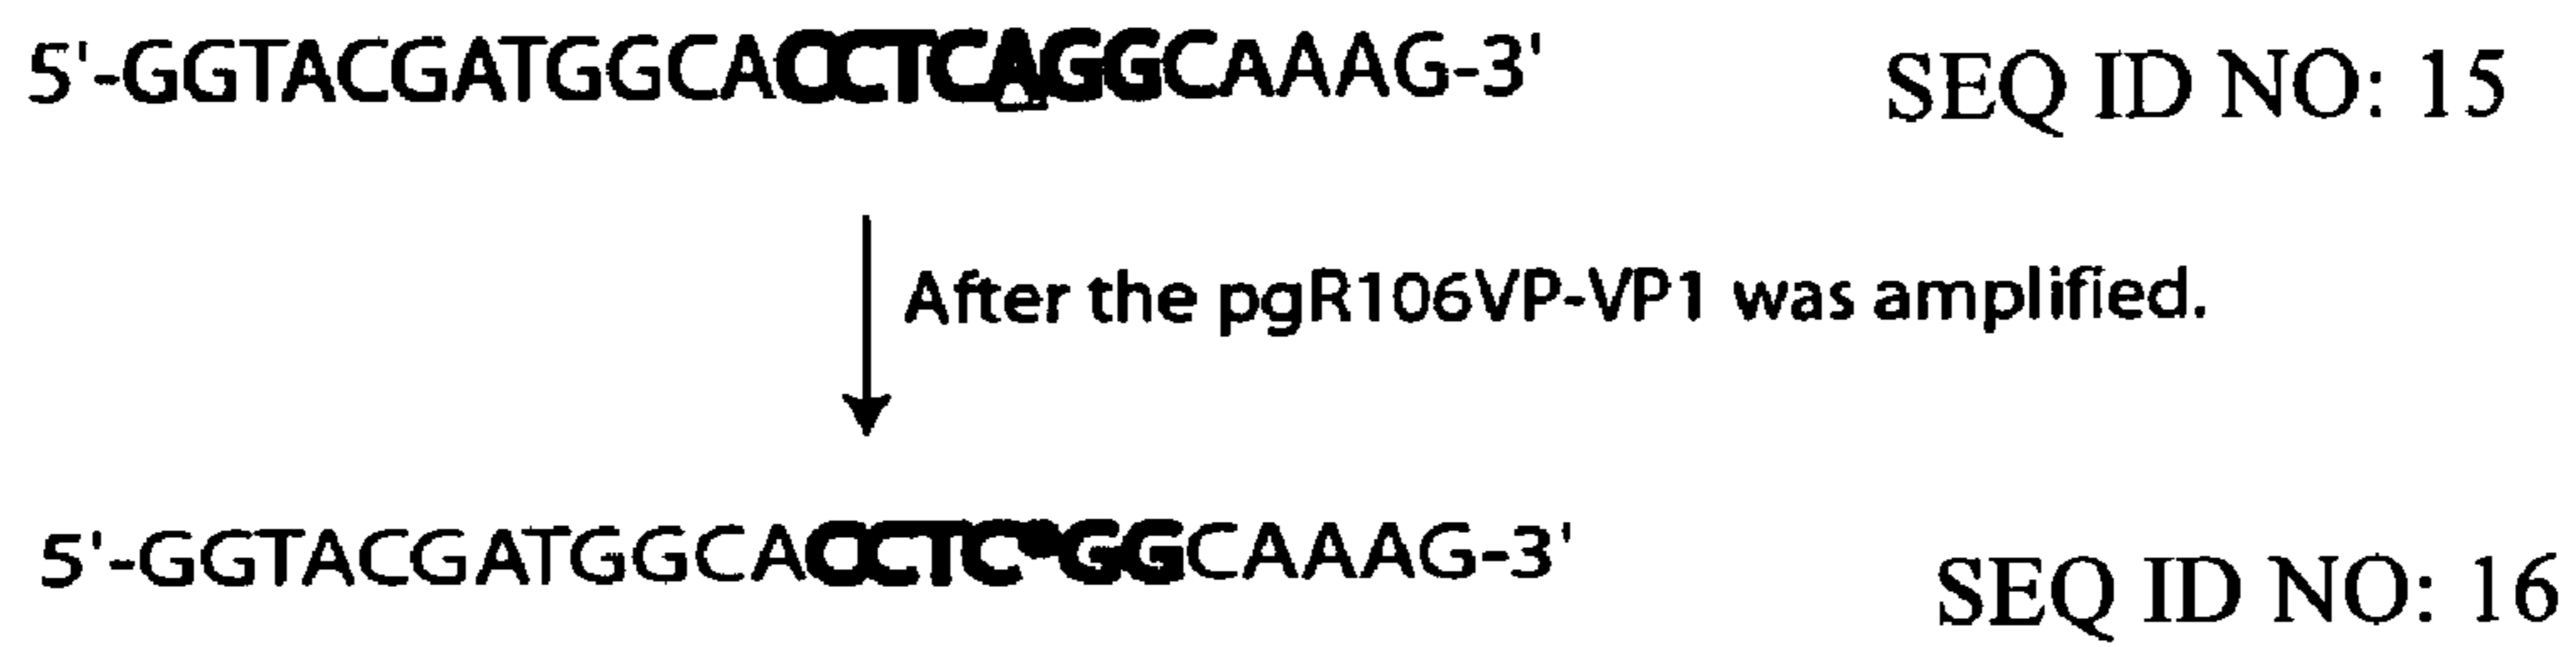 5'-GGTACGATGGCACCTCAGGCAAAG-3' SEQ ID NO: 15
After the pgR106VP-VP1 was amplified.
5'-GGTACGATGGCACCTC•GGCAAAG-3' SEQ ID NO: 16